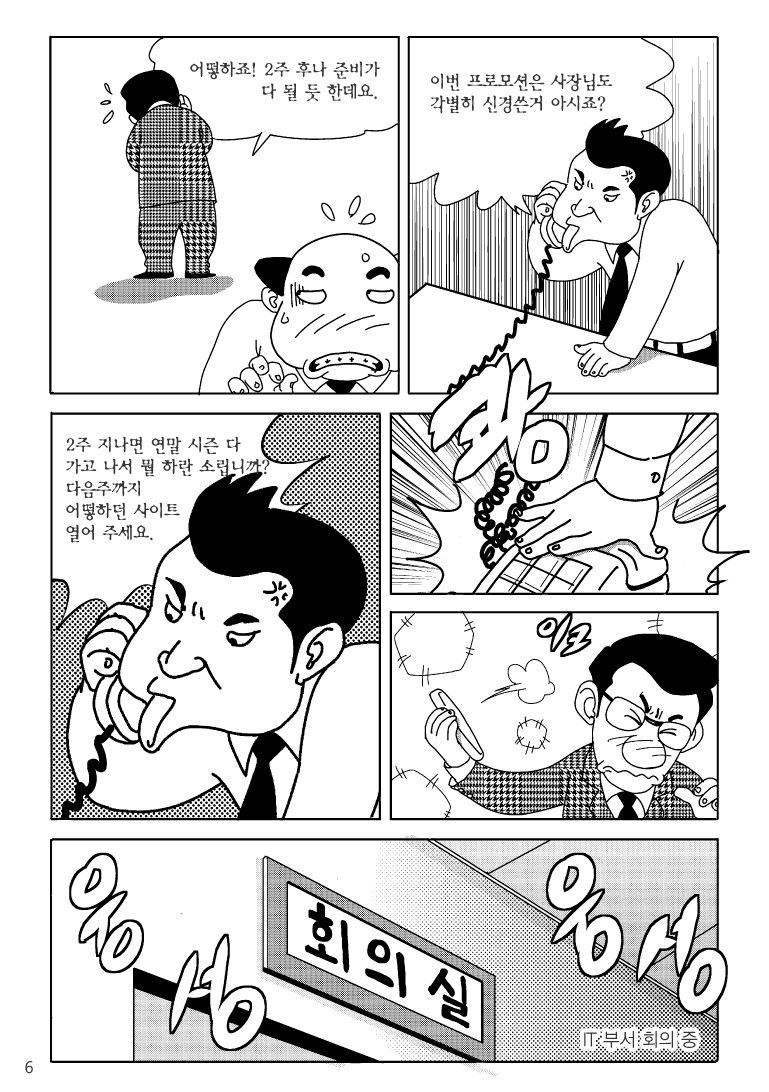 어떻하죠! 2주 후나 준비가
다 될 듯 한데요.
이번 프로모션은 사장님도
각별히 신경쓴거 아시죠?
쾅
2주 지나면 연말 시즌 다
가고 나서 뭘 하란 소립니까?
다음주까지
어떻하던 사이트
열어 주세요.
이크
웅성
웅성
회의실
IT 부서 회의 중
6